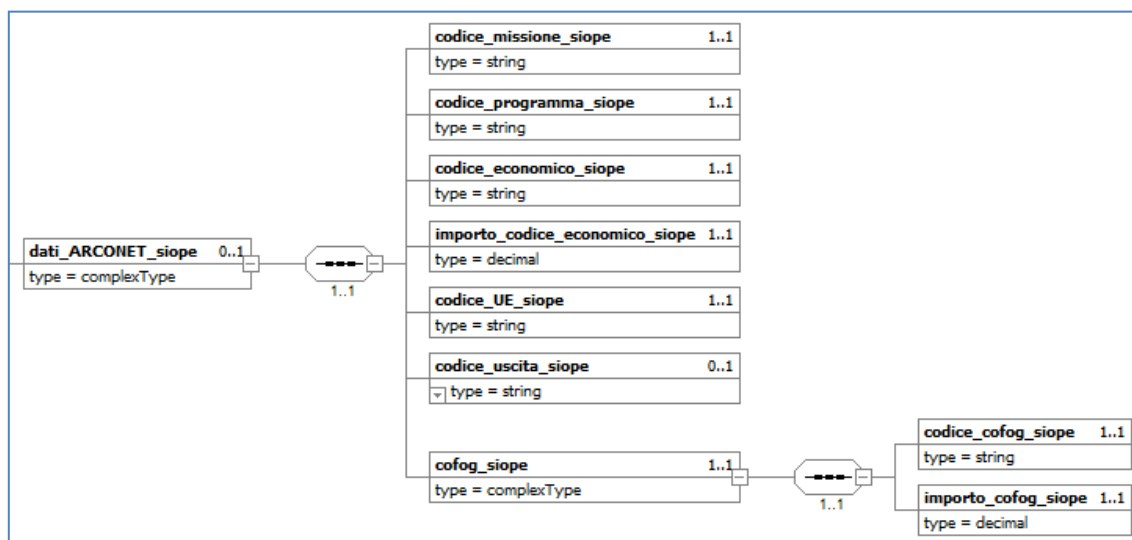 codice_missione_siope 1..1
type = string
codice_programma_siope 1..1
type = string
codice_economico_siope 1..1
type = string
importo_codice_economico_siope 1..1
type = decimal
dati_ARCONET_siope 0..1
type = complexType
1..1
codice_UE_siope 1..1
type = string
codice_uscita_siope 0..1
type = string
cofog_siope 1..1
type = complexType
1..1
codice_cofog_siope 1..1
type = string
importo_cofog_siope 1..1
type = decimal